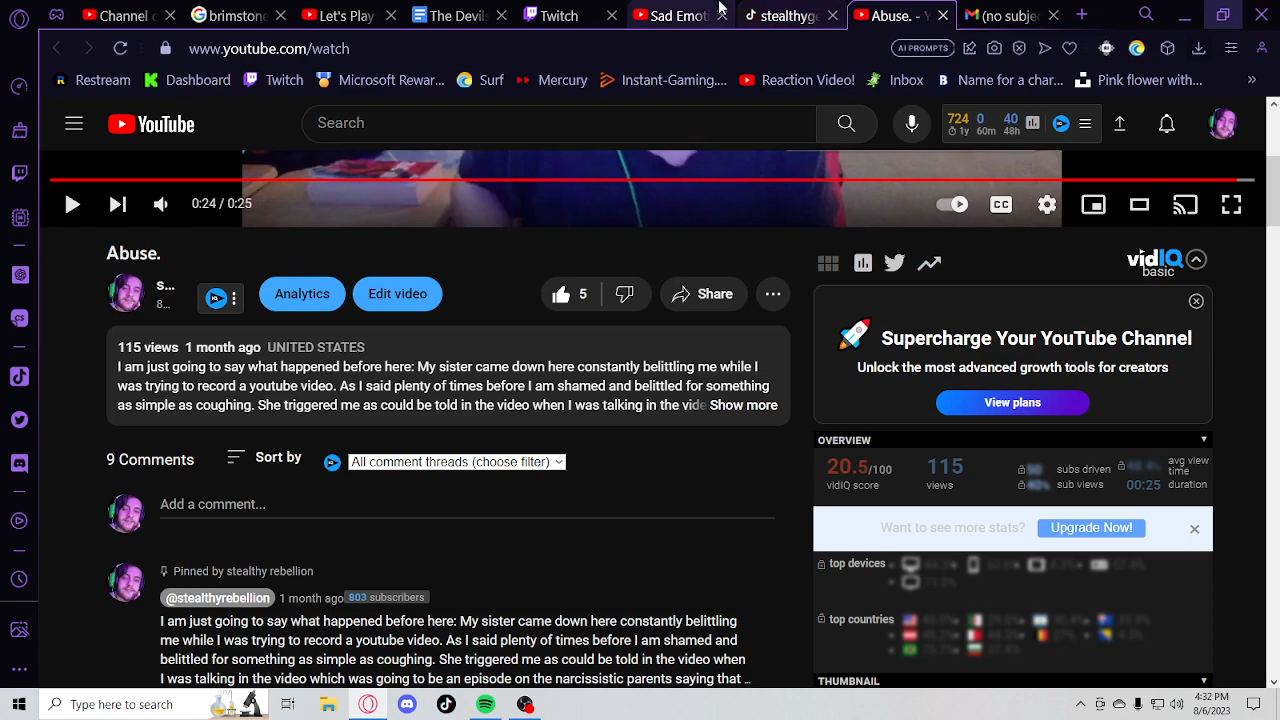 Channel c
brimstone
Let's Play
The Devils
Twitch
Sad Emoti
stealthyge
Abuse. - Y
(no subje
www.youtube.com/watch
AI PROMPTS
Restream
Dashboard
Twitch
Microsoft Rewar...
Surf
Mercury
Instant-Gaming....
Reaction Video!
Inbox
Name for a char...
Pink flower with...
YouTube
Search
724 0 40
1y 60m 48h
0:24 / 0:25
CC
Abuse.
s...
8...
Analytics
Edit video
5
Share
115 views 1 month ago UNITED STATES
I am just going to say what happened before here: My sister came down here constantly belittling me while I
was trying to record a youtube video. As I said plenty of times before I am shamed and belittled for something
as simple as coughing. She triggered me as could be told in the video when I was talking in the vide Show more
9 Comments
Sort by
All comment threads (choose filter)
Add a comment...
Pinned by stealthy rebellion
@stealthyrebellion 1 month ago 803 subscribers
I am just going to say what happened before here: My sister came down here constantly belittling
me while I was trying to record a youtube video. As I said plenty of times before I am shamed and
belittled for something as simple as coughing. She triggered me as could be told in the video when
I was talking in the video which was going to be an episode on the narcissistic parents saying that ...
vidIQ
basic
Supercharge Your YouTube Channel
Unlock the most advanced growth tools for creators
View plans
OVERVIEW
20.5/100
vidIQ score
115
views
subs driven
sub views
avg view
time
00:25 duration
Want to see more stats? Upgrade Now!
top devices
top countries
THUMBNAIL
Type here to search
4:32 PM
8/6/2023